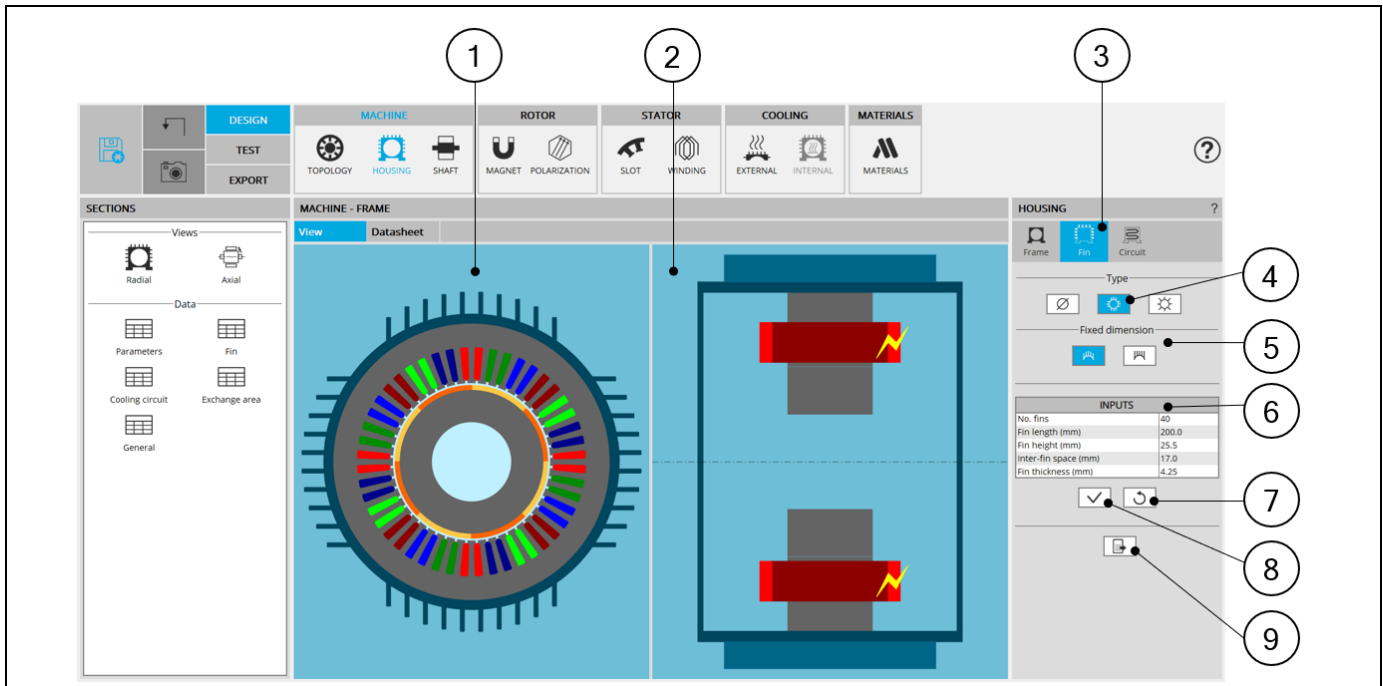 1
2
3
DESIGN
TEST
EXPORT
MACHINE
TOPOLOGY
HOUSING
SHAFT
ROTOR
MAGNET
POLARIZATION
STATOR
SLOT
WINDING
COOLING
EXTERNAL
INTERNAL
MATERIALS
MATERIALS
?
SECTIONS
Views
Radial
Axial
Data
Parameters
Fin
Cooling circuit
Exchange area
General
MACHINE - FRAME
View
Datasheet
HOUSING
?
Frame
Fin
Circuit
Type
4
Fixed dimension
5
INPUTS
6
No. fins 40
Fin length (mm) 200.0
Fin height (mm) 25.5
Inter-fin space (mm) 17.0
Fin thickness (mm) 4.25
7
8
9